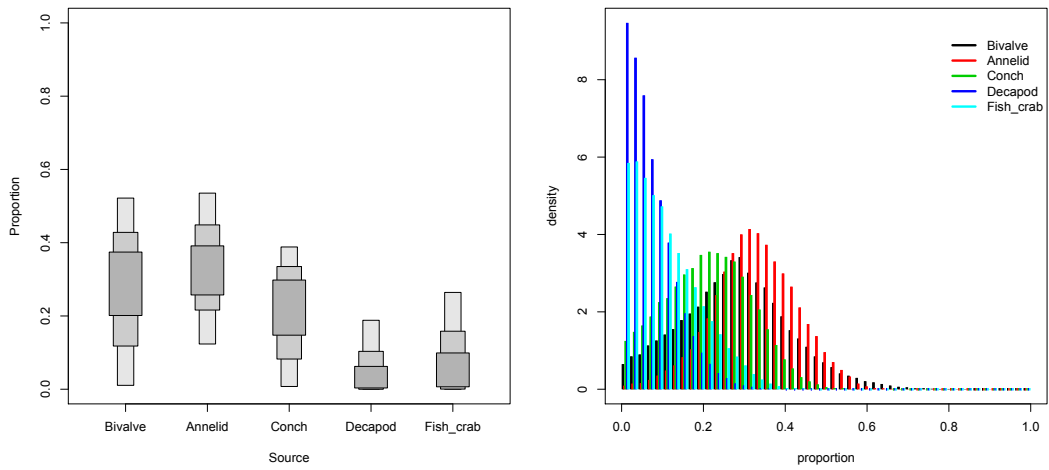 1.0
0.8
0.6
0.4
0.2
0.0
Proportion
Bivalve Annelid Conch Decapod Fish_crab
Source
8
6
4
2
0
density
Bivalve
Annelid
Conch
Decapod
Fish_crab
0.0 0.2 0.4 0.6 0.8 1.0
proportion